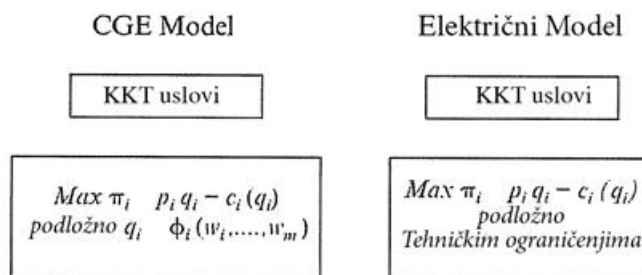 CGE Model
KKT uslovi
Max π_i p_i q_i − c_i (q_i)
podložno q_i ϕ_i (w_i,....,w_m)
Električni Model
KKT uslovi
Max π_i p_i q_i − c_i (q_i)
podložno
Tehničkim ograničenjima